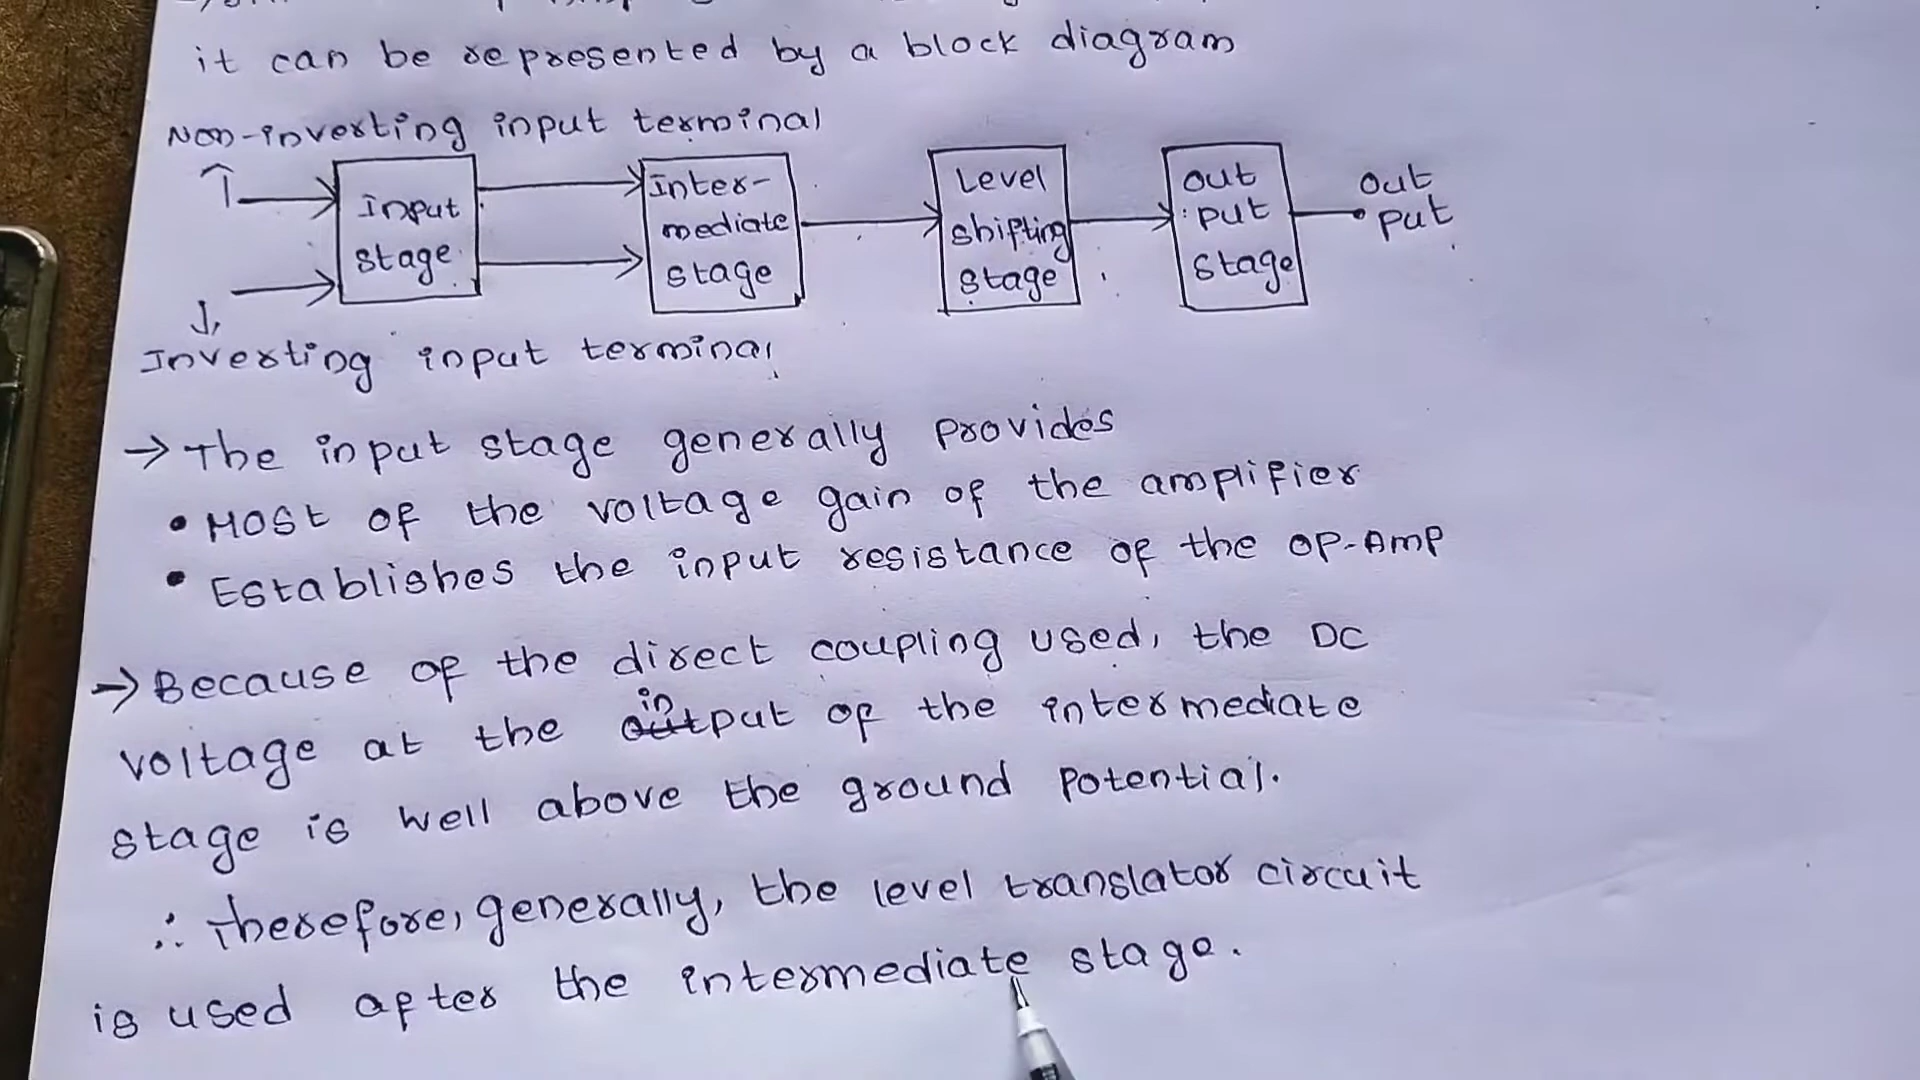 it can be represented by a block diagram
Non-inverting input terminal
Input
stage
Inter-
mediate
stage
Level
shifting
stage
out
put
stage
out
put
Inverting input terminal
→ The input stage generally provides
• Most of the voltage gain of the amplifier
• Establishes the input resistance of the OP-Amp
→ Because of the direct coupling used, the DC
voltage at the input of the intermediate
stage is well above the ground potential.
∴ Therefore, generally, the level translator circuit
is used after the intermediate stage.